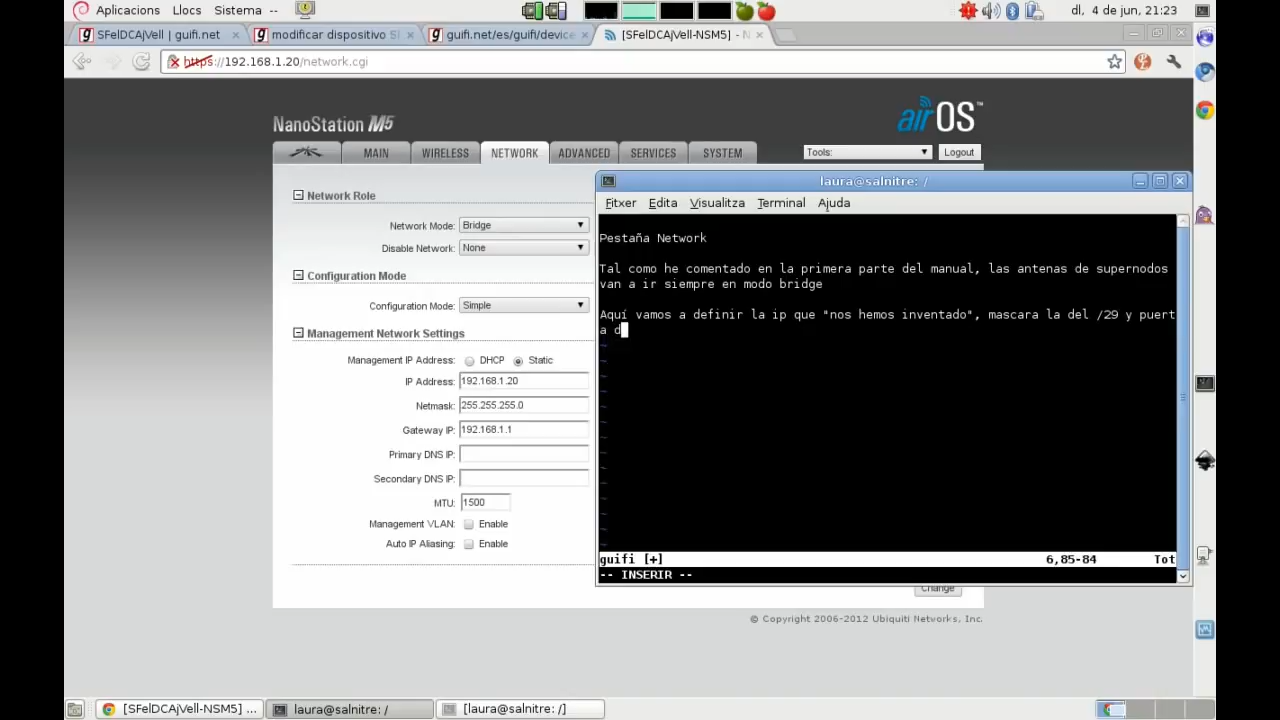 Aplicacions Llocs Sistema -- dl, 4 de jun, 21:23
SFelDCAjVell | guifi.net
modificar dispositivo S
guifi.net/es/guifi/device
[SFelDCAjVell-NSM5] - N
https://192.168.1.20/network.cgi
NanoStation M5
airOS™
MAIN WIRELESS NETWORK ADVANCED SERVICES SYSTEM Tools: Logout
Network Role
Network Mode: Bridge
Disable Network: None
Configuration Mode
Configuration Mode: Simple
Management Network Settings
Management IP Address: DHCP Static
IP Address: 192.168.1.20
Netmask: 255.255.255.0
Gateway IP: 192.168.1.1
Primary DNS IP:
Secondary DNS IP:
MTU: 1500
Management VLAN: Enable
Auto IP Aliasing: Enable
Change
© Copyright 2006-2012 Ubiquiti Networks, Inc.
laura@salnitre: /
Fitxer Edita Visualitza Terminal Ajuda
Pestaña Network
Tal como he comentado en la primera parte del manual, las antenas de supernodos
van a ir siempre en modo bridge
Aquí vamos a definir la ip que "nos hemos inventado", mascara la del /29 y puert
a d
~
~
~
~
~
~
~
~
~
~
~
~
~
~
guifi [+] 6,85-84 Tot
-- INSERIR --
[SFelDCAjVell-NSM5] ...
laura@salnitre: /
[laura@salnitre: /]